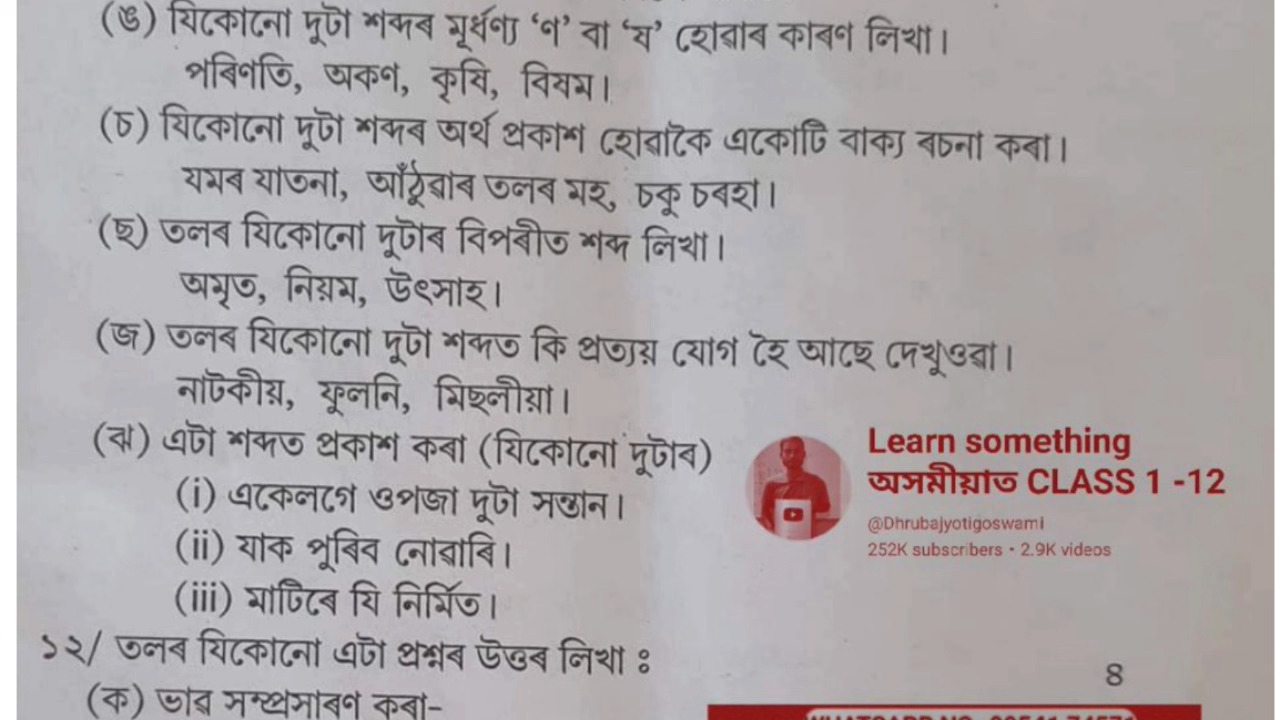 (ঙ) যিকোনো দুটা শব্দৰ মূৰ্ধণ্য ‘ণ’ বা ‘ষ’ হোৱাৰ কাৰণ লিখা।
পৰিণতি, অকণ, কৃষি, বিষম।
(চ) যিকোনো দুটা শব্দৰ অৰ্থ প্ৰকাশ হোৱাকৈ একোটি বাক্য ৰচনা কৰা।
যমৰ যাতনা, আঁঠুৱাৰ তলৰ মহ, চকু চৰহা।
(ছ) তলৰ যিকোনো দুটাৰ বিপৰীত শব্দ লিখা।
অমৃত, নিয়ম, উৎসাহ।
(জ) তলৰ যিকোনো দুটা শব্দত কি প্ৰত্যয় যোগ হৈ আছে দেখুওৱা।
নাটকীয়, ফুলনি, মিছলীয়া।
(ঝ) এটা শব্দত প্ৰকাশ কৰা (যিকোনো দুটাৰ)
(i) একেলগে ওপজা দুটা সন্তান।
(ii) যাক পূৰিব নোৱাৰি।
(iii) মাটিৰে যি নিৰ্মিত।
Learn something
অসমীয়াত CLASS 1 -12
@Dhrubajyotigoswami
252K subscribers • 2.9K videos
১২/ তলৰ যিকোনো এটা প্ৰশ্নৰ উত্তৰ লিখা ঃ
8
(ক) ভাৱ সম্প্ৰসাৰণ কৰা-